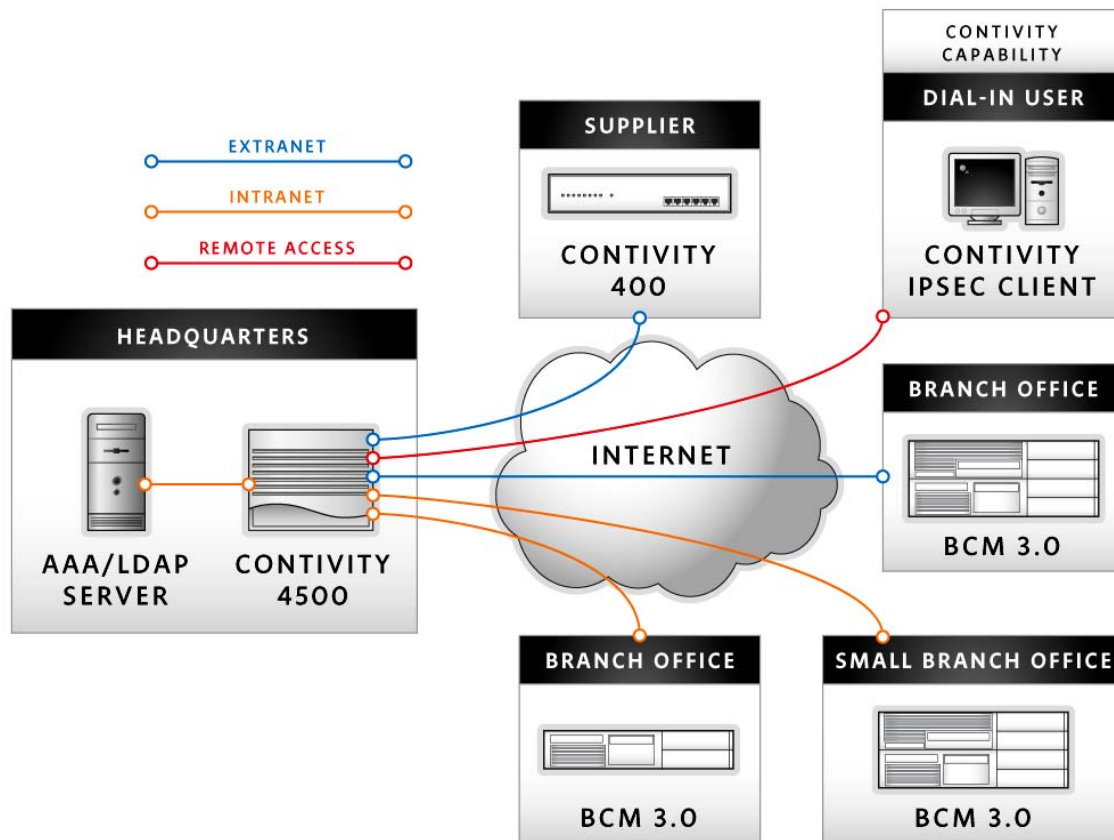 CONTIVITY
CAPABILITY
DIAL-IN USER
CONTIVITY
IPSEC CLIENT
SUPPLIER
CONTIVITY
400
EXTRANET
INTRANET
REMOTE ACCESS
HEADQUARTERS
AAA/LDAP
SERVER
CONTIVITY
4500
INTERNET
BRANCH OFFICE
BCM 3.0
BRANCH OFFICE
BCM 3.0
SMALL BRANCH OFFICE
BCM 3.0